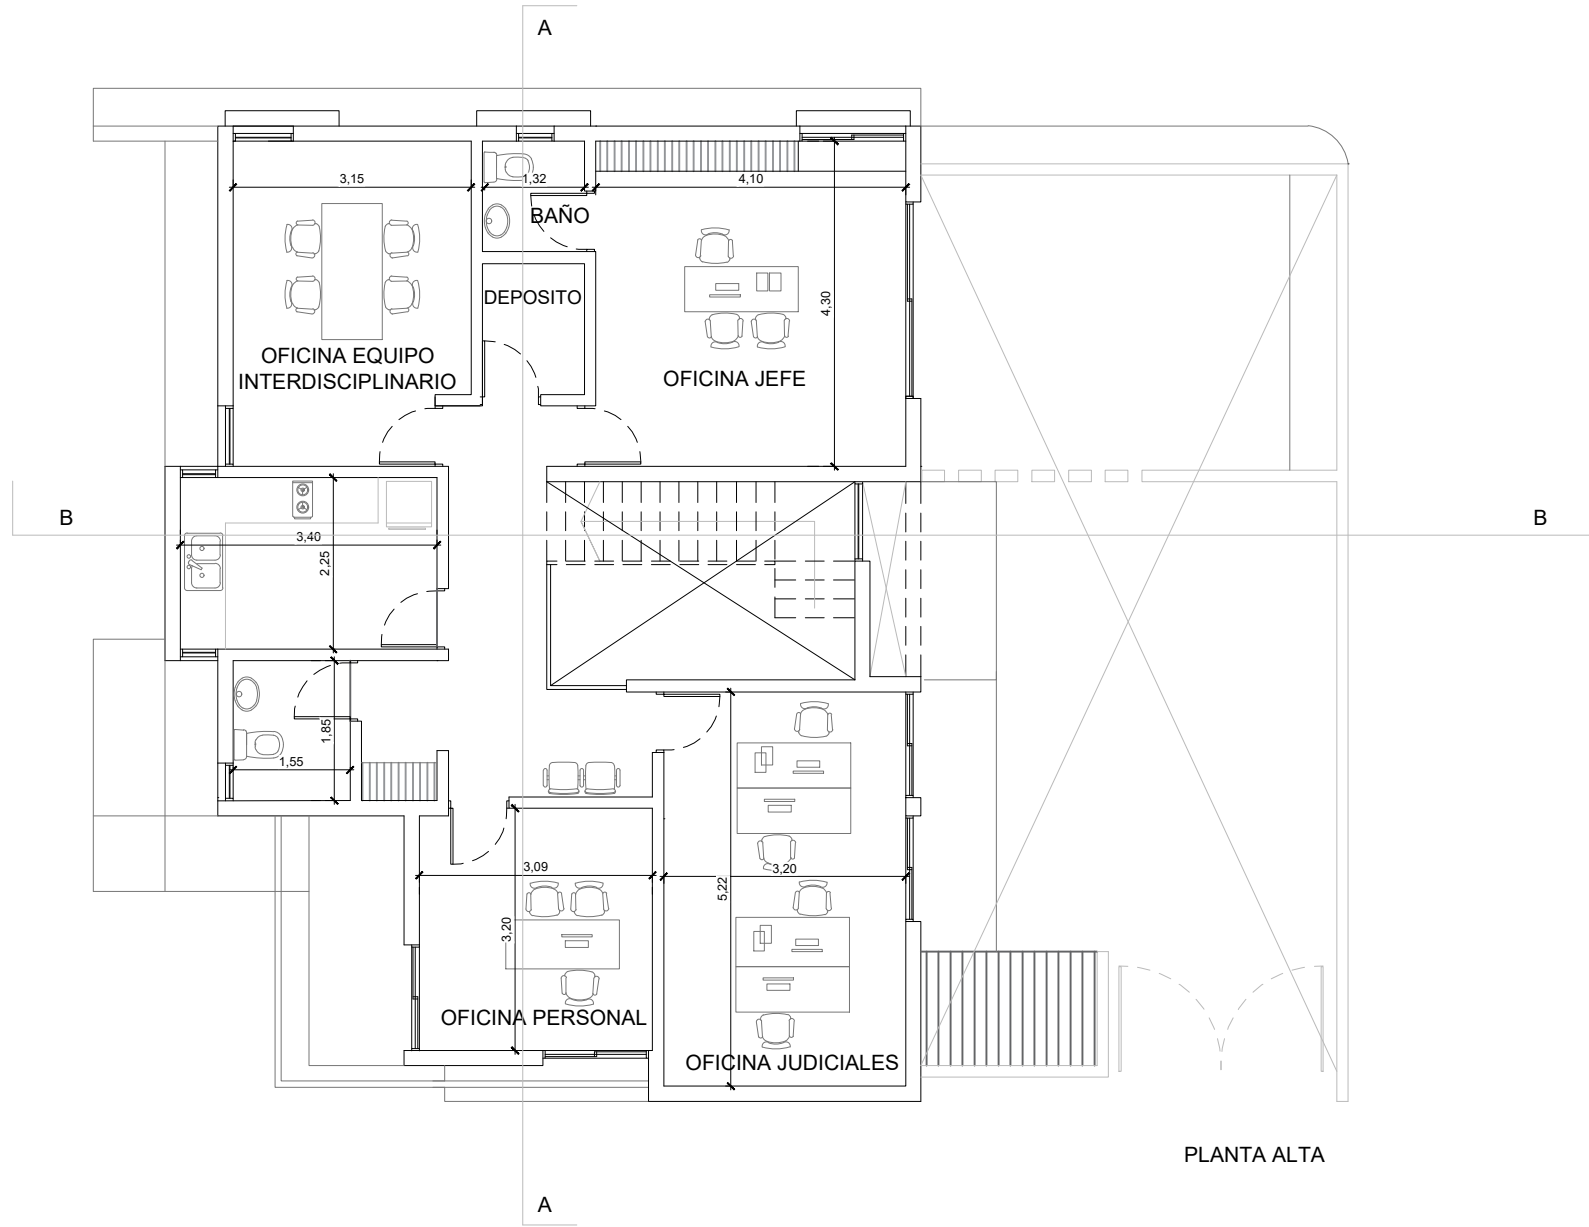 A
3,15
1,32
4,10
BAÑO
DEPOSITO
4,30
OFICINA EQUIPO
INTERDISCIPLINARIO
OFICINA JEFE
B
B
3,40
2,25
1,85
1,55
3,09
3,20
5,22
3,20
OFICINA PERSONAL
OFICINA JUDICIALES
PLANTA ALTA
A